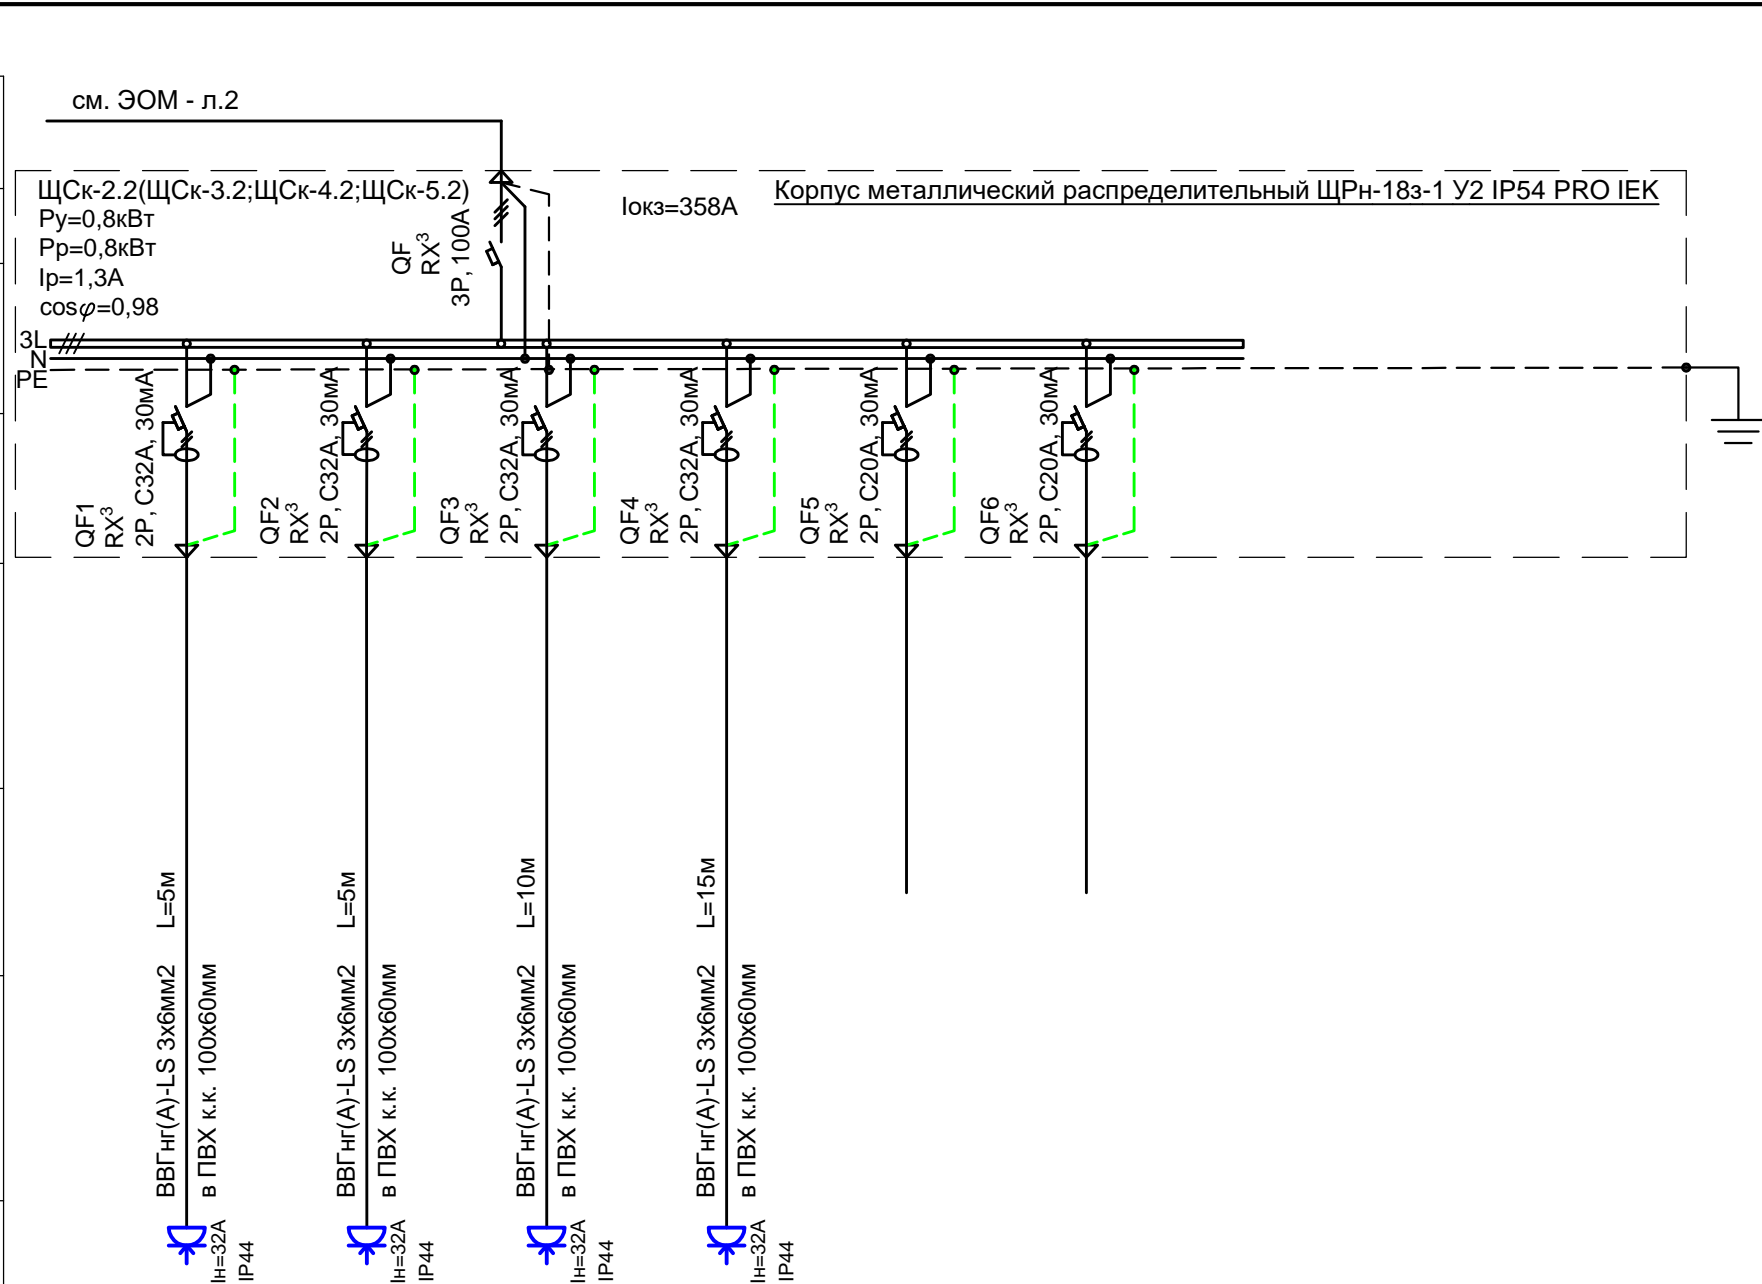 см. ЭОМ - л.2
ЩСк-2.2(ЩСк-3.2;ЩСк-4.2;ЩСк-5.2)
Ру=0,8кВт
Рр=0,8кВт
Iр=1,3А
cosφ=0,98
QF
RX³
3P, 100A
Iокз=358А
Корпус металлический распределительный ЩРн-18з-1 У2 IP54 PRO IEK
3L
N
PE
QF1
RX³
2P, C32A, 30мА
QF2
RX³
2P, C32A, 30мА
QF3
RX³
2P, C32A, 30мА
QF4
RX³
2P, C32A, 30мА
QF5
RX³
2P, C20A, 30мА
QF6
RX³
2P, C20A, 30мА
ВВГнг(А)-LS 3х6мм2 L=5м
в ПВХ к.к. 100х60мм
ВВГнг(А)-LS 3х6мм2 L=5м
в ПВХ к.к. 100х60мм
ВВГнг(А)-LS 3х6мм2 L=10м
в ПВХ к.к. 100х60мм
ВВГнг(А)-LS 3х6мм2 L=15м
в ПВХ к.к. 100х60мм
Iн=32А
IP44
Iн=32А
IP44
Iн=32А
IP44
Iн=32А
IP44